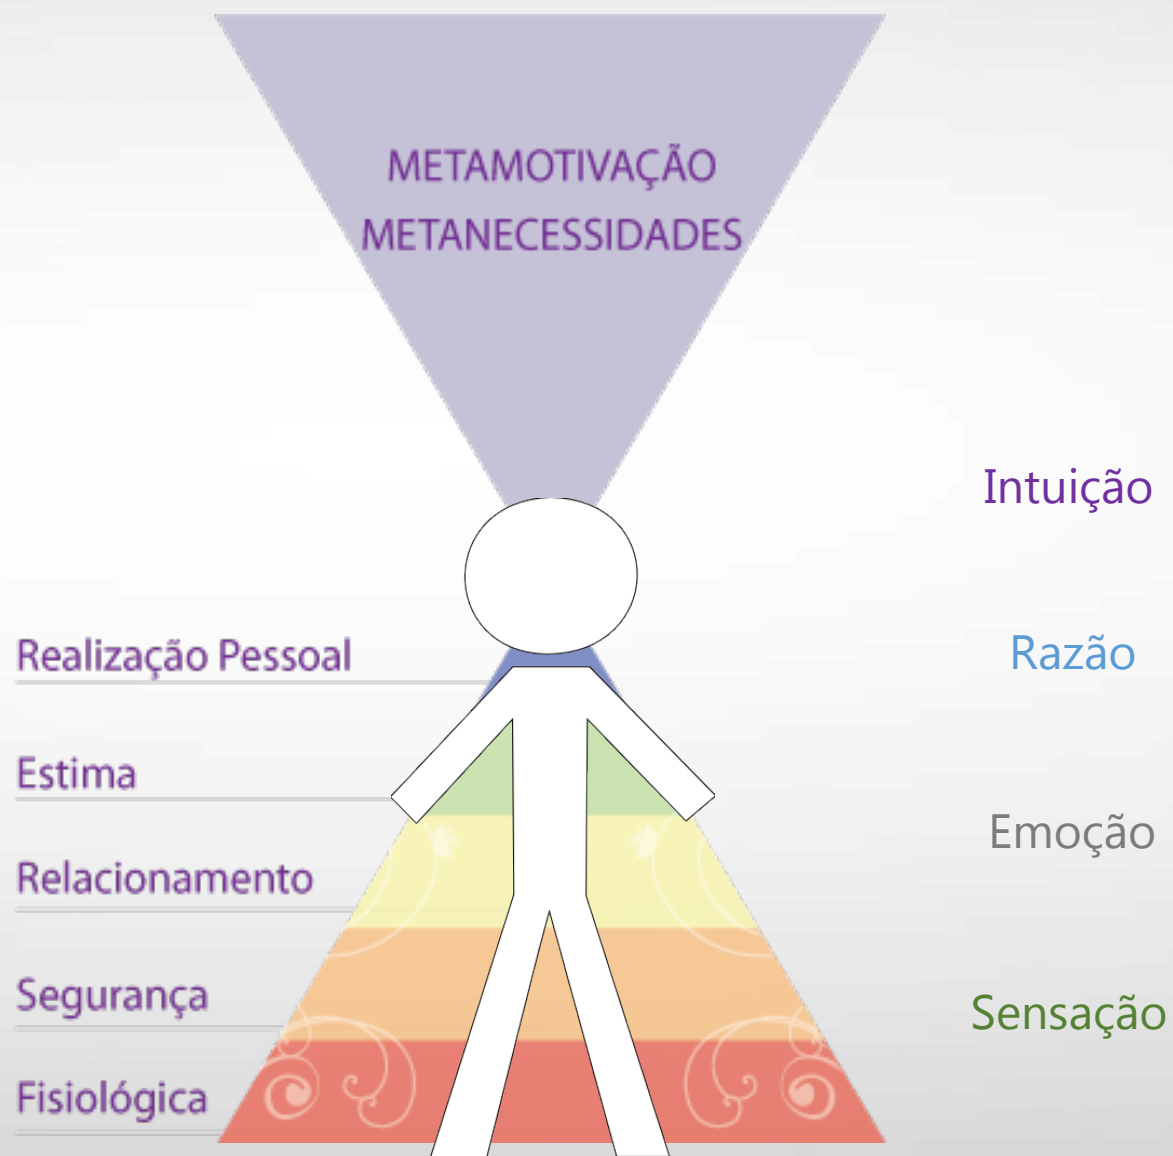 METAMOTIVAÇÃO
METANECESSIDADES
Intuição
Realização Pessoal
Razão
Estima
Emoção
Relacionamento
Segurança
Sensação
Fisiológica